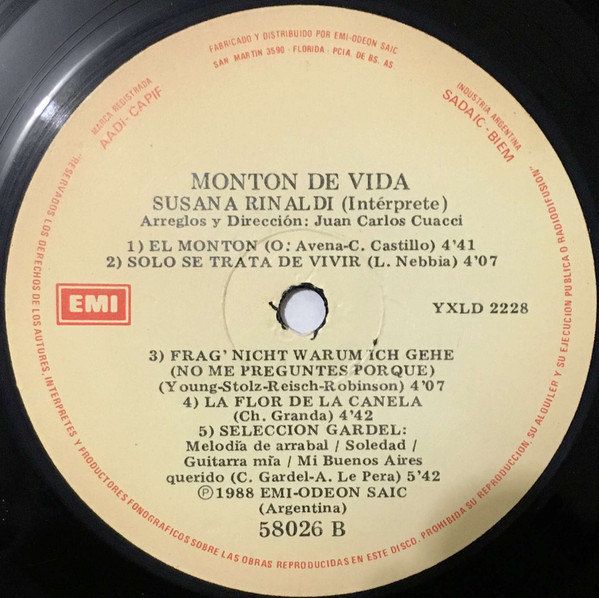 FABRICADO Y DISTRIBUIDO POR EMI-ODEON SAIC
SAN MARTIN 3590 - FLORIDA - PCIA. DE BS. AS
MARCA REGISTRADA
AADI-CAPIF
INDUSTRIA ARGENTINA
SADAIC-BIEM
MONTON DE VIDA
SUSANA RINALDI (Intérprete)
Arreglos y Dirección: Juan Carlos Cuacci
1) EL MONTON (O. Avena-C. Castillo) 4'41
2) SOLO SE TRATA DE VIVIR (L. Nebbia) 4'07
EMI
YXLD 2228
3) FRAG' NICHT WARUM ICH GEHE
(NO ME PREGUNTES PORQUE)
(Young-Stolz-Reisch-Robinson) 4'07
4) LA FLOR DE LA CANELA
(Ch. Granda) 4'42
5) SELECCION GARDEL:
Melodía de arrabal / Soledad /
Guitarra mía / Mi Buenos Aires
querido (C. Gardel-A. Le Pera) 5'42
Ⓟ1988 EMI-ODEON SAIC
(Argentina)
58026 B
"RESERVADOS LOS DERECHOS DE LOS AUTORES, INTERPRETES Y PRODUCTORES FONOGRAFICOS SOBRE LAS OBRAS REPRODUCIDAS EN ESTE DISCO. PROHIBIDA SU REPRODUCCION, SU ALQUILER Y SU EJECUCION PUBLICA O RADIODIFUSION"